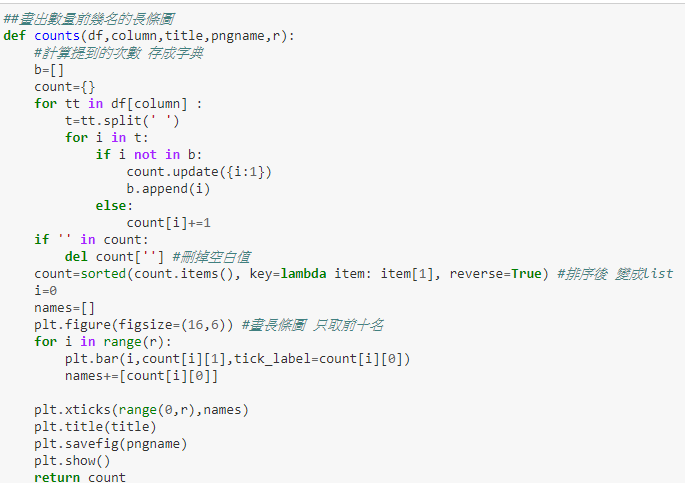 ##畫出數量前幾名的長條圖
def counts(df,column,title,pngname,r):
    #計算提到的次數 存成字典
    b=[]
    count={}
    for tt in df[column] :
        t=tt.split(' ')
        for i in t:
            if i not in b:
                count.update({i:1})
                b.append(i)
            else:
                count[i]+=1
    if '' in count:
        del count[''] #刪掉空白值
    count=sorted(count.items(), key=lambda item: item[1], reverse=True) #排序後 變成list
    i=0
    names=[]
    plt.figure(figsize=(16,6)) #畫長條圖 只取前十名
    for i in range(r):
        plt.bar(i,count[i][1],tick_label=count[i][0])
        names+=[count[i][0]]
    plt.xticks(range(0,r),names)
    plt.title(title)
    plt.savefig(pngname)
    plt.show()
    return count